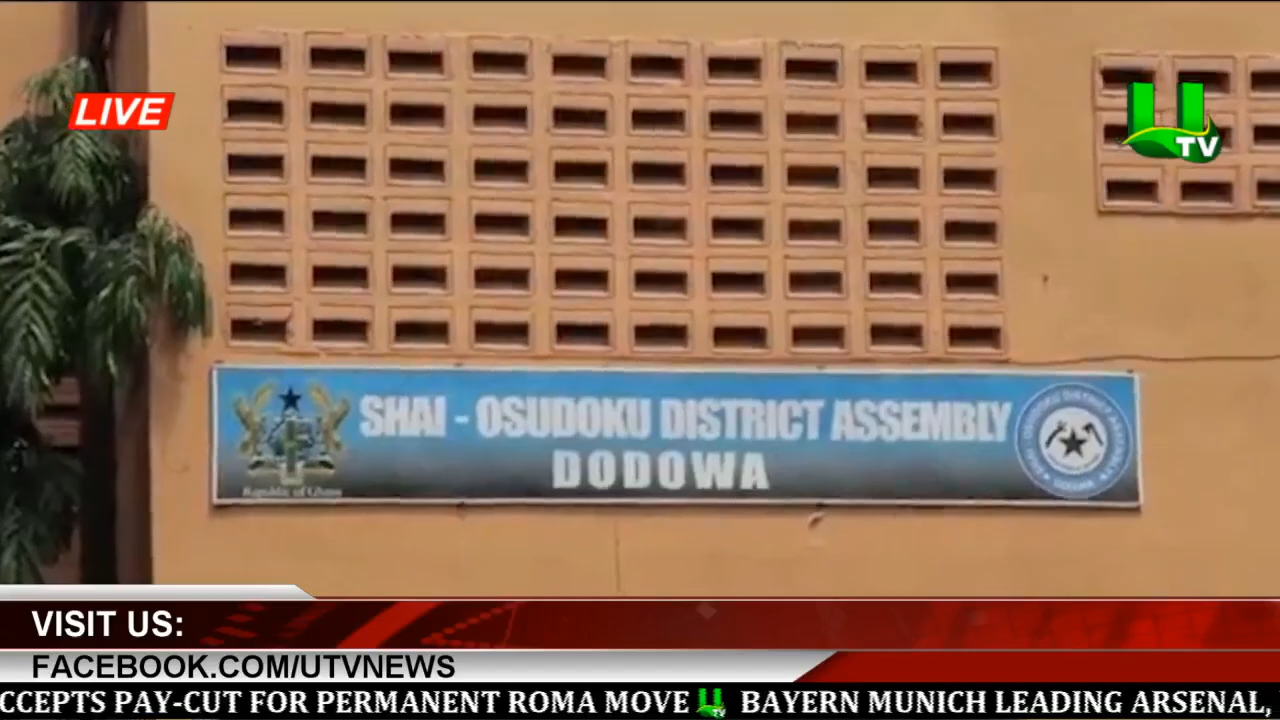 LIVE
U
TV
SHAI - OSUDOKU DISTRICT ASSEMBLY
DODOWA
Republic of Ghana
VISIT US:
FACEBOOK.COM/UTVNEWS
CCEPTS PAY-CUT FOR PERMANENT ROMA MOVE U TV BAYERN MUNICH LEADING ARSENAL,